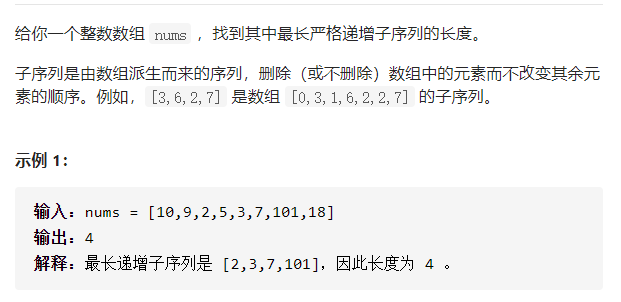 给你一个整数数组 nums ，找到其中最长严格递增子序列的长度。
子序列是由数组派生而来的序列，删除（或不删除）数组中的元素而不改变其余元
素的顺序。例如，[3,6,2,7] 是数组 [0,3,1,6,2,2,7] 的子序列。
示例 1：
输入：nums = [10,9,2,5,3,7,101,18]
输出：4
解释：最长递增子序列是 [2,3,7,101]，因此长度为 4 。